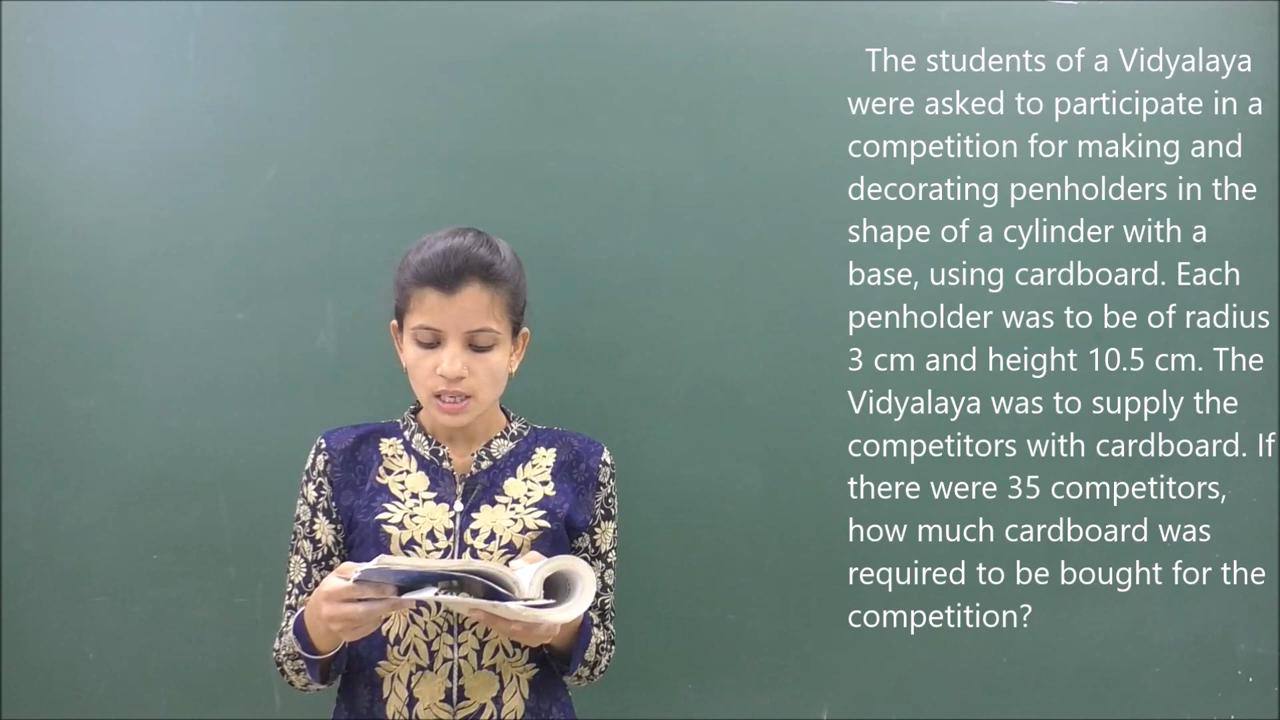 The students of a Vidyalaya
were asked to participate in a
competition for making and
decorating penholders in the
shape of a cylinder with a
base, using cardboard. Each
penholder was to be of radius
3 cm and height 10.5 cm. The
Vidyalaya was to supply the
competitors with cardboard. If
there were 35 competitors,
how much cardboard was
required to be bought for the
competition?